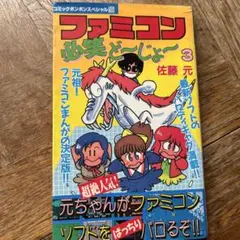 コミックボンボンスペシャル
ファミコン
必笑ど〜じょ〜
3
佐藤 元
元祖!
ファミコンまんがの決定版!!
超絶人気!
元ちゃんがファミコン
ソフトをばっちりパロるぞ!!